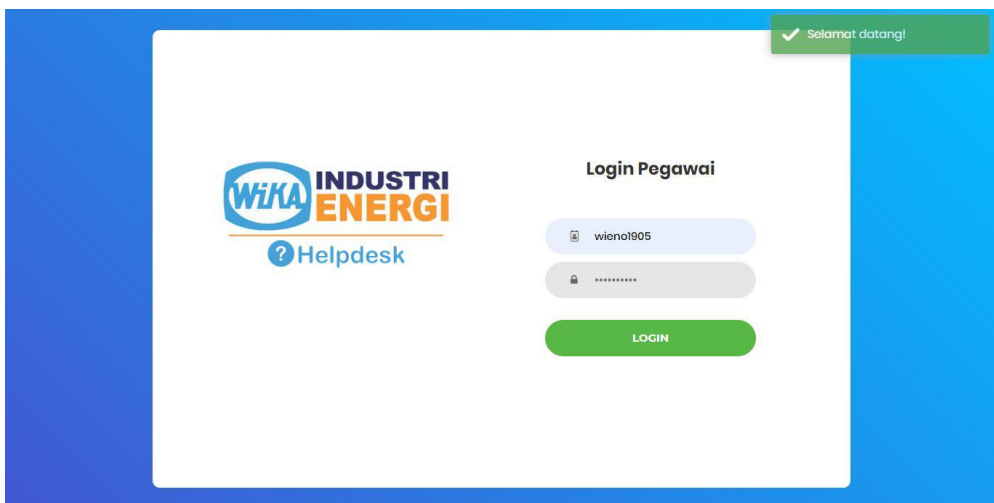 Selamat datang!
WiKA
INDUSTRI
ENERGI
? Helpdesk
Login Pegawai
wieno1905
••••••••••
LOGIN